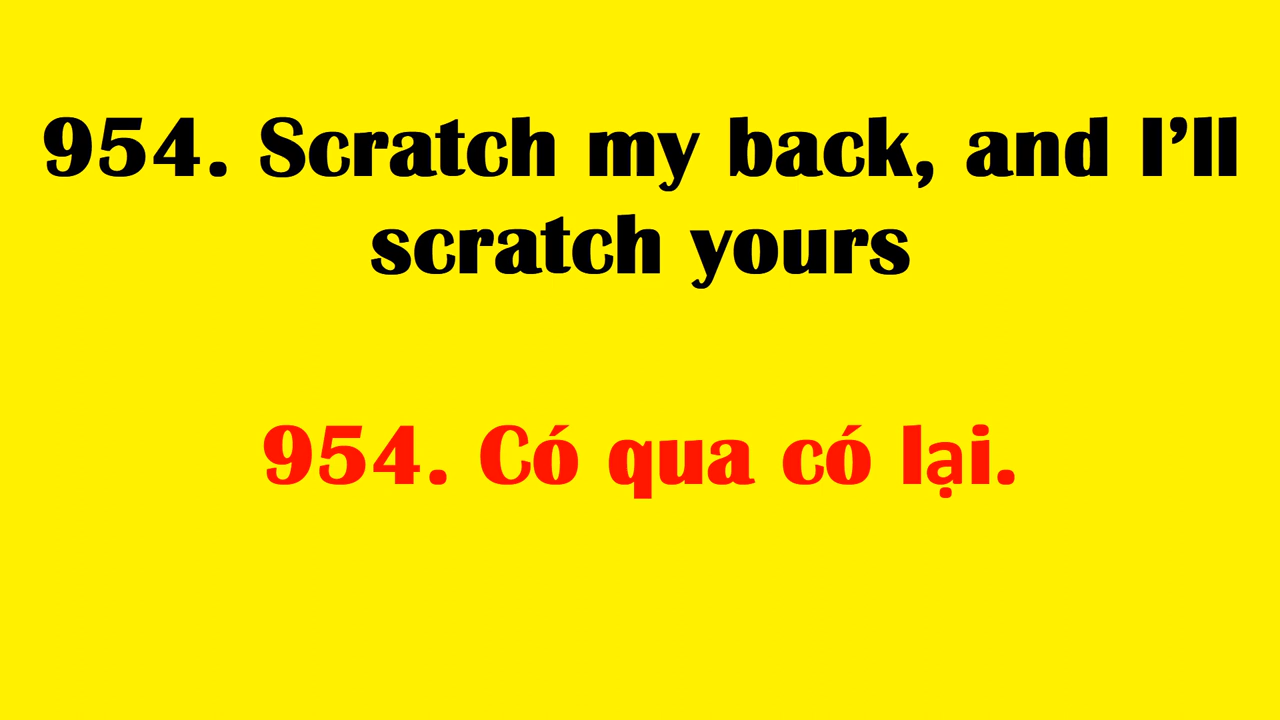 954. Scratch my back, and I’ll
scratch yours
954. Có qua có lại.